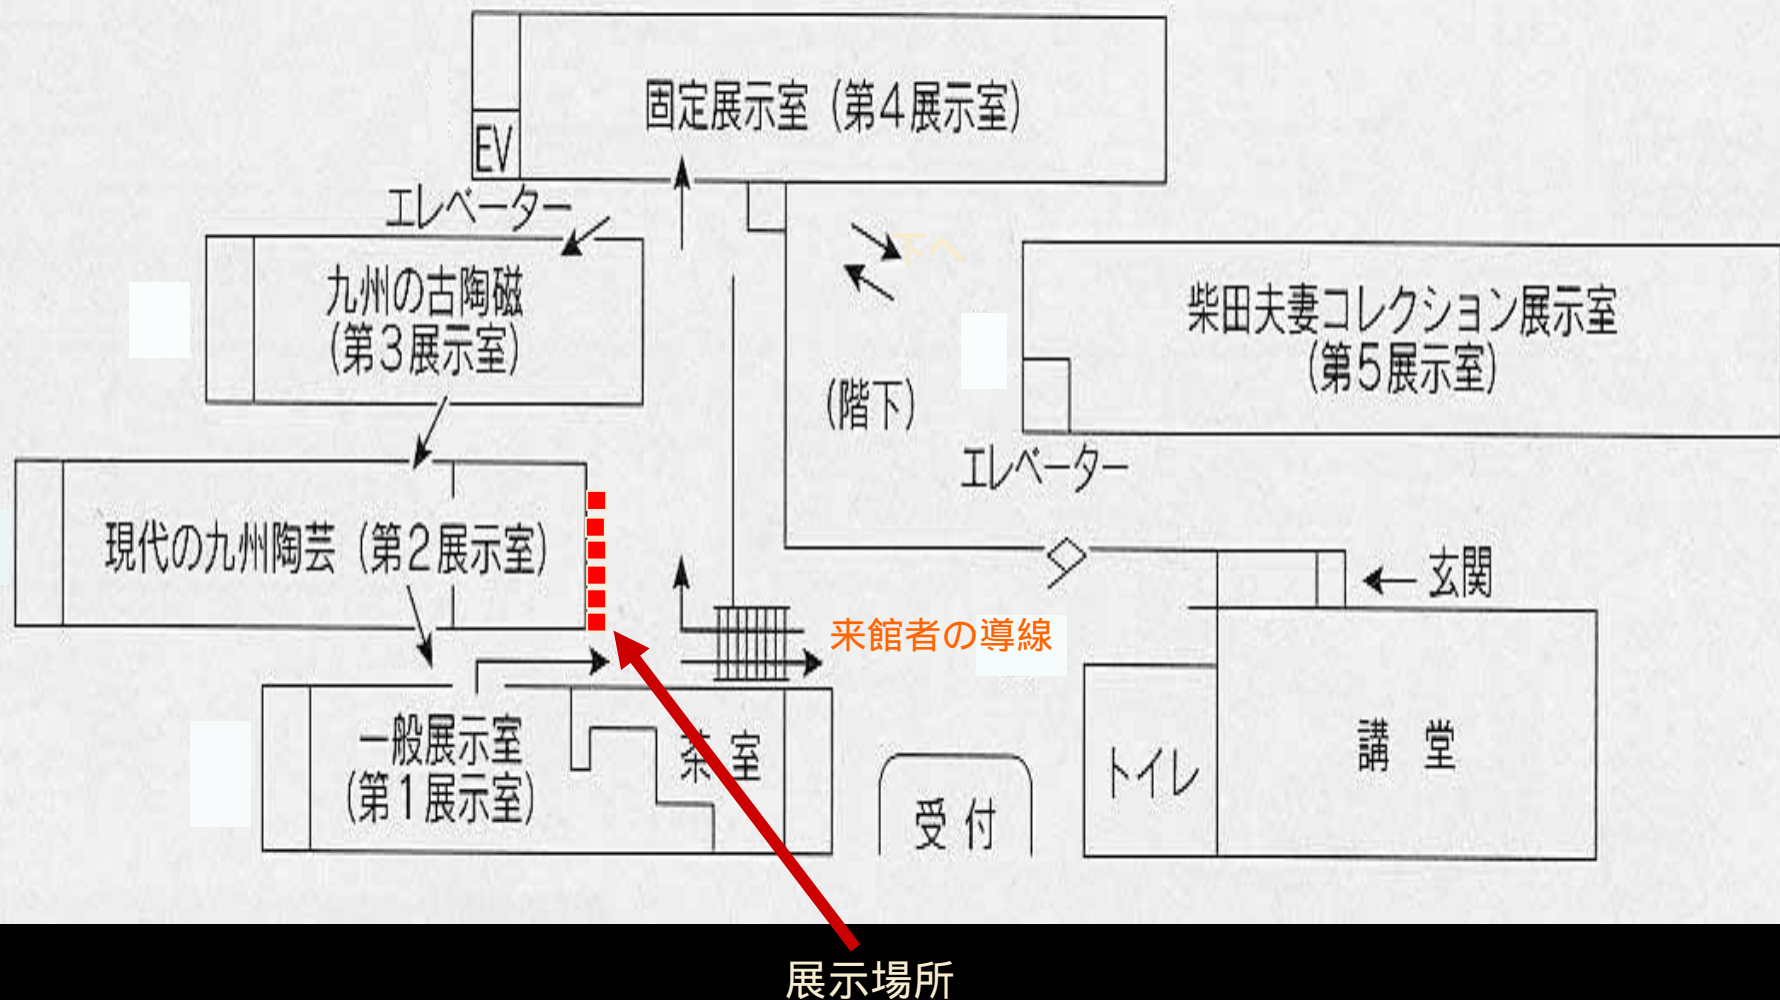 固定展示室（第４展示室）
EV
エレベーター
下へ
九州の古陶磁
（第３展示室）
柴田夫妻コレクション展示室
（第５展示室）
（階下）
エレベーター
現代の九州陶芸（第２展示室）
玄関
来館者の導線
一般展示室
（第１展示室）
茶 室
受 付
トイレ
講 堂
展示場所